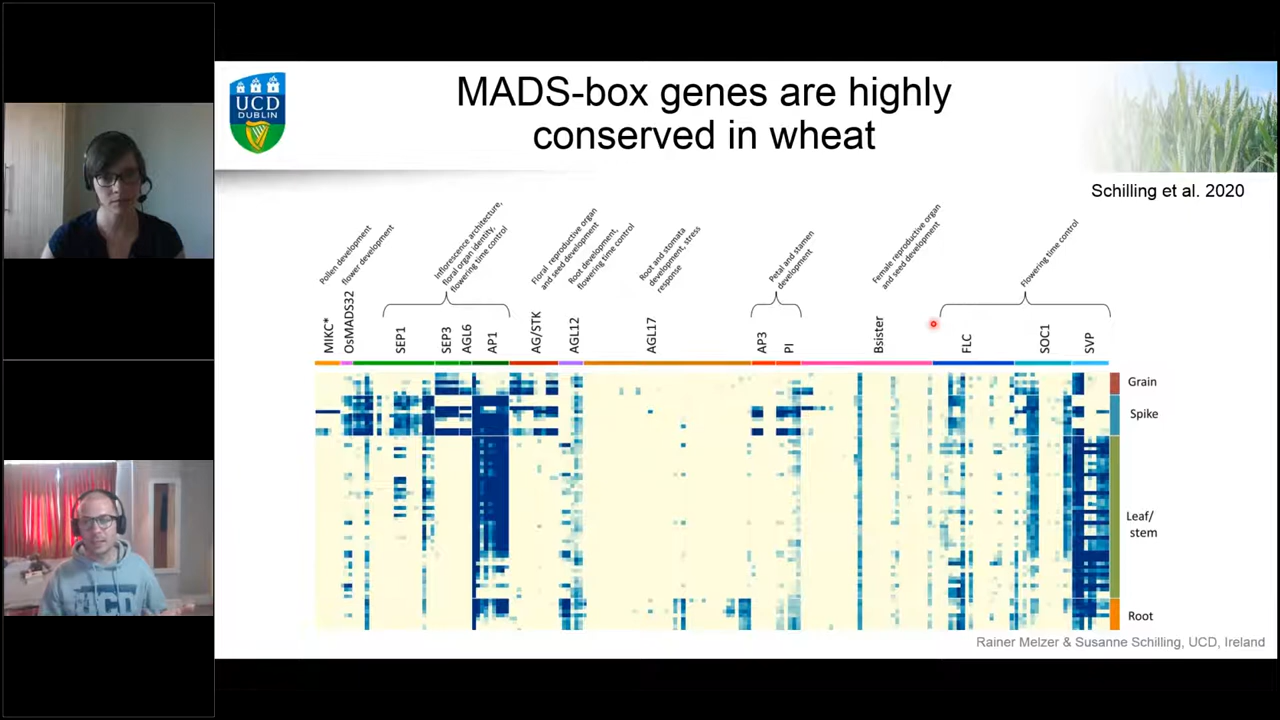 UCD
DUBLIN
MADS-box genes are highly
conserved in wheat
Schilling et al. 2020
Pollen development
flower development
Inflorescence architecture,
floral organ identity,
flowering time control
Floral reproductive organ
and seed development
Root development,
flowering time control
Root and stomata
development, stress
response
Petal and stamen
development
Female reproductive organ
and seed development
Flowering time control
MIKC*
OsMADS32
SEP1
SEP3
AGL6
AP1
AG/STK
AGL12
AGL17
AP3
PI
Bsister
FLC
SOC1
SVP
Grain
Spike
Leaf/
stem
Root
UCD
Rainer Melzer & Susanne Schilling, UCD, Ireland